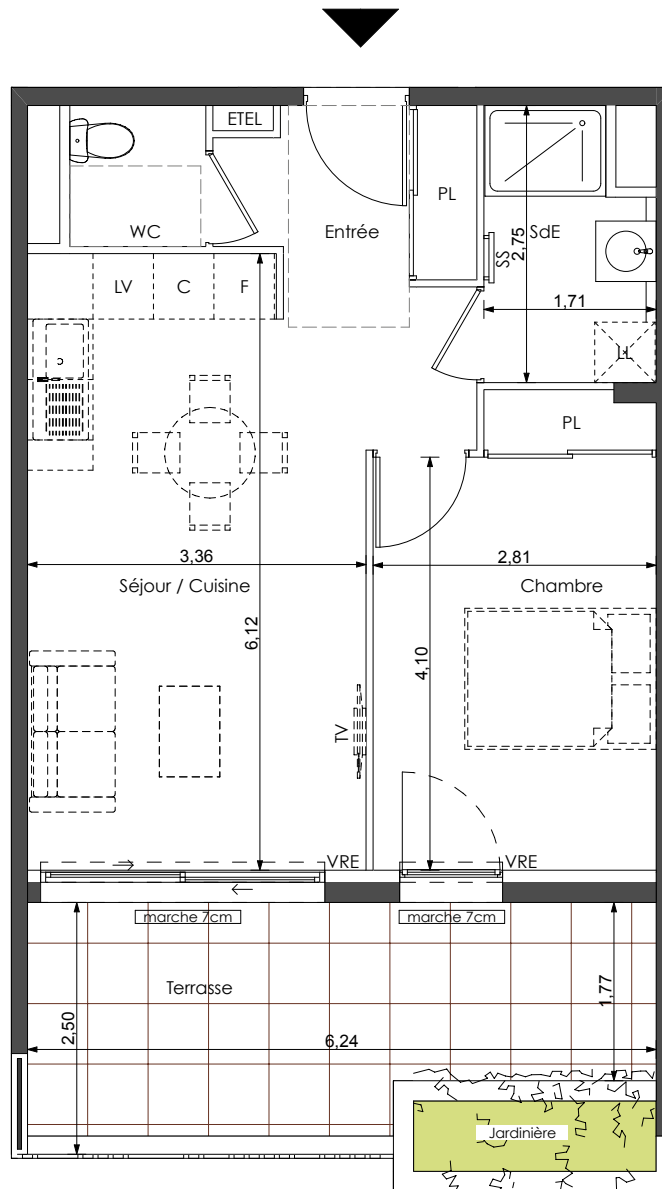 ETEL
WC
Entrée
PL
SdE
SS
2,75
1,71
LV
C
F
LL
PL
3,36
Séjour / Cuisine
2,81
Chambre
6,12
4,10
TV
VRE
VRE
marche 7cm
marche 7cm
Terrasse
2,50
1,77
6,24
Jardinière